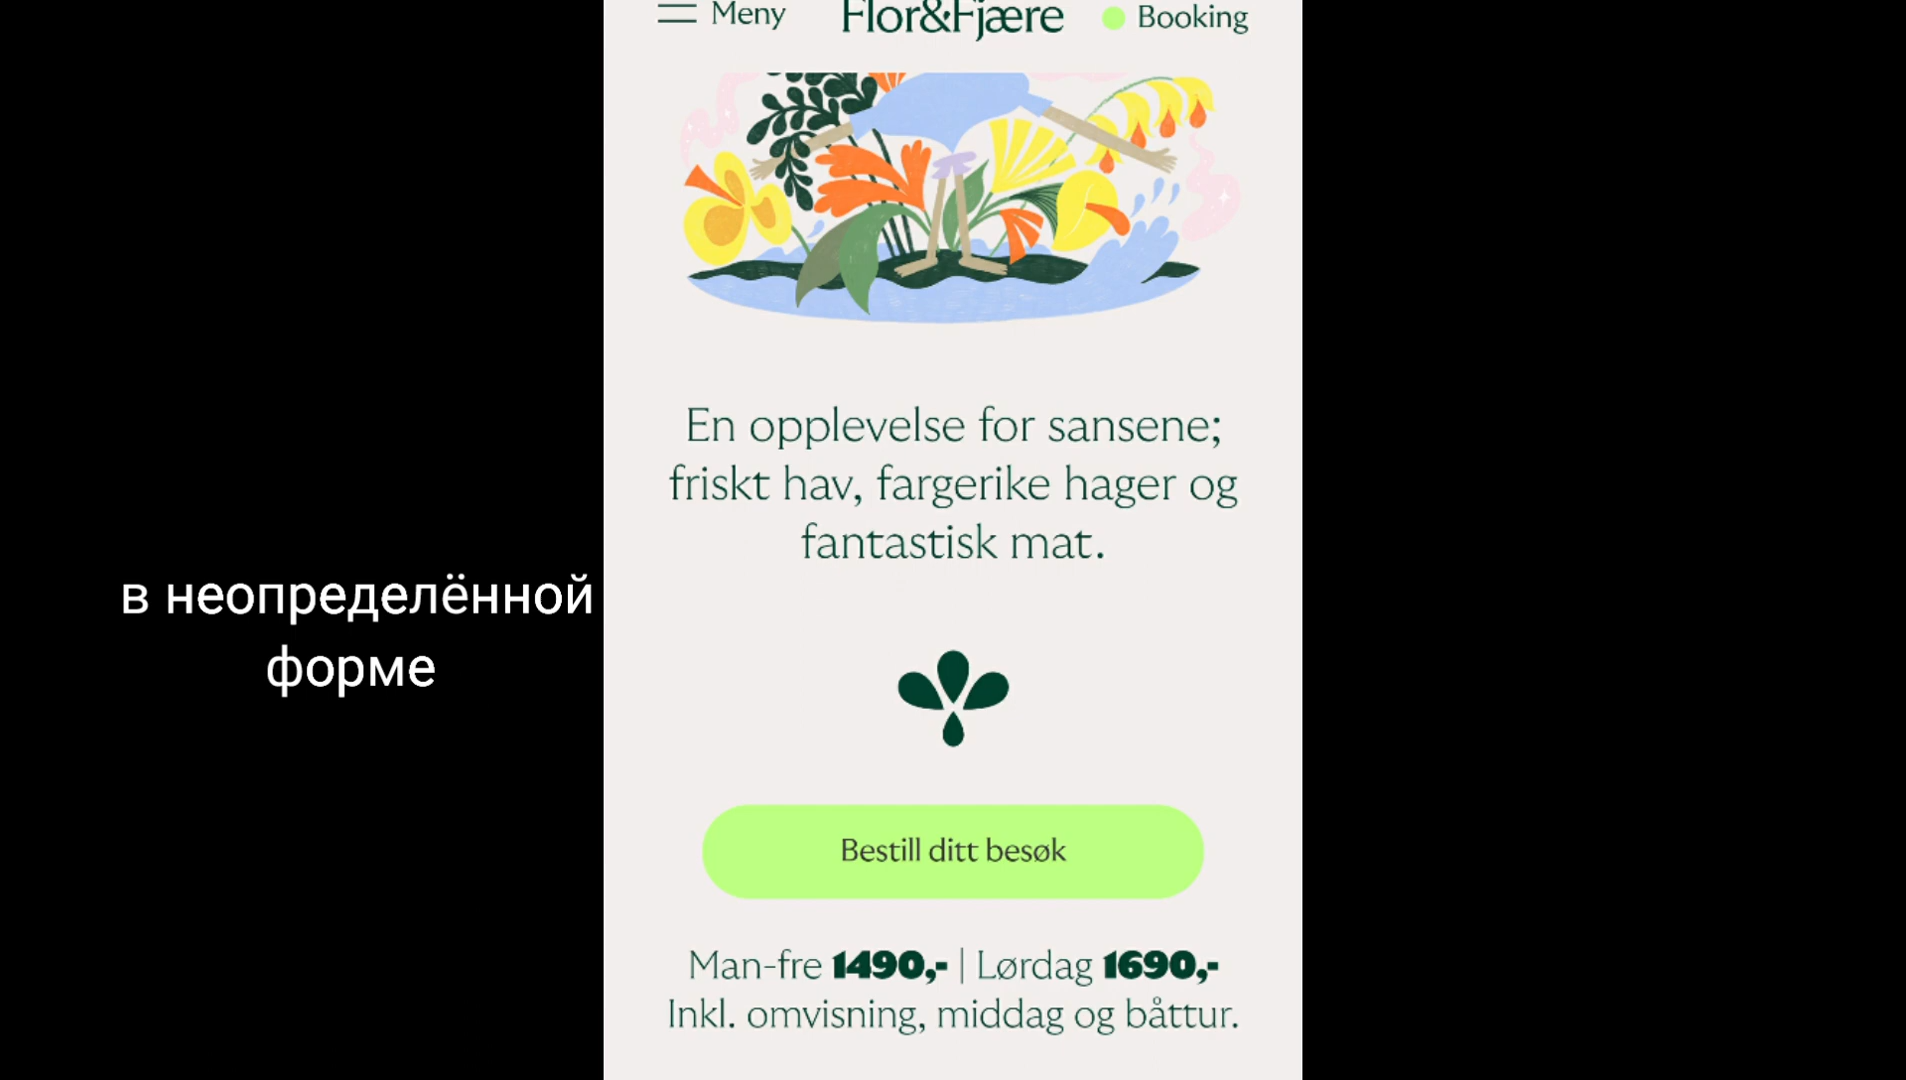 Meny
Flor&Fjære
Booking
En opplevelse for sansene;
friskt hav, fargerike hager og
fantastisk mat.
в неопределённой
форме
Bestill ditt besøk
Man-fre 1490,- | Lørdag 1690,-
Inkl. omvisning, middag og båttur.